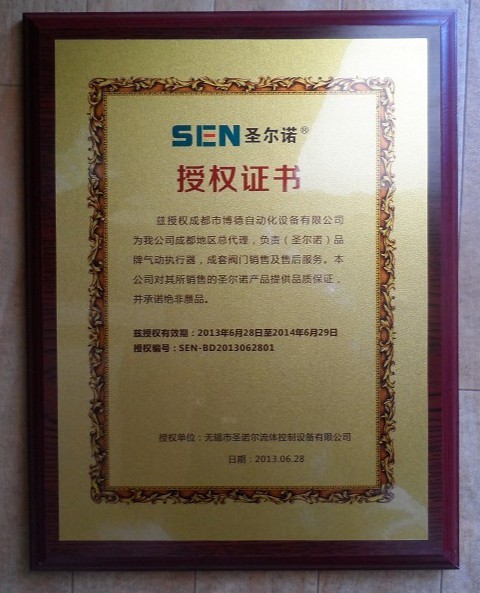 SEN圣尔诺®
授权证书
兹授权成都市博德自动化设备有限公司
为我公司成都地区总代理，负责（圣尔诺）品
牌气动执行器，成套阀门销售及售后服务。本
公司对其所销售的圣尔诺产品提供品质保证，
并承诺绝非赝品。
兹授权有效期：2013年6月28日至2014年6月29日
授权编号：SEN-BD2013062801
授权单位：无锡市圣诺尔流体控制设备有限公司
日期：2013.06.28